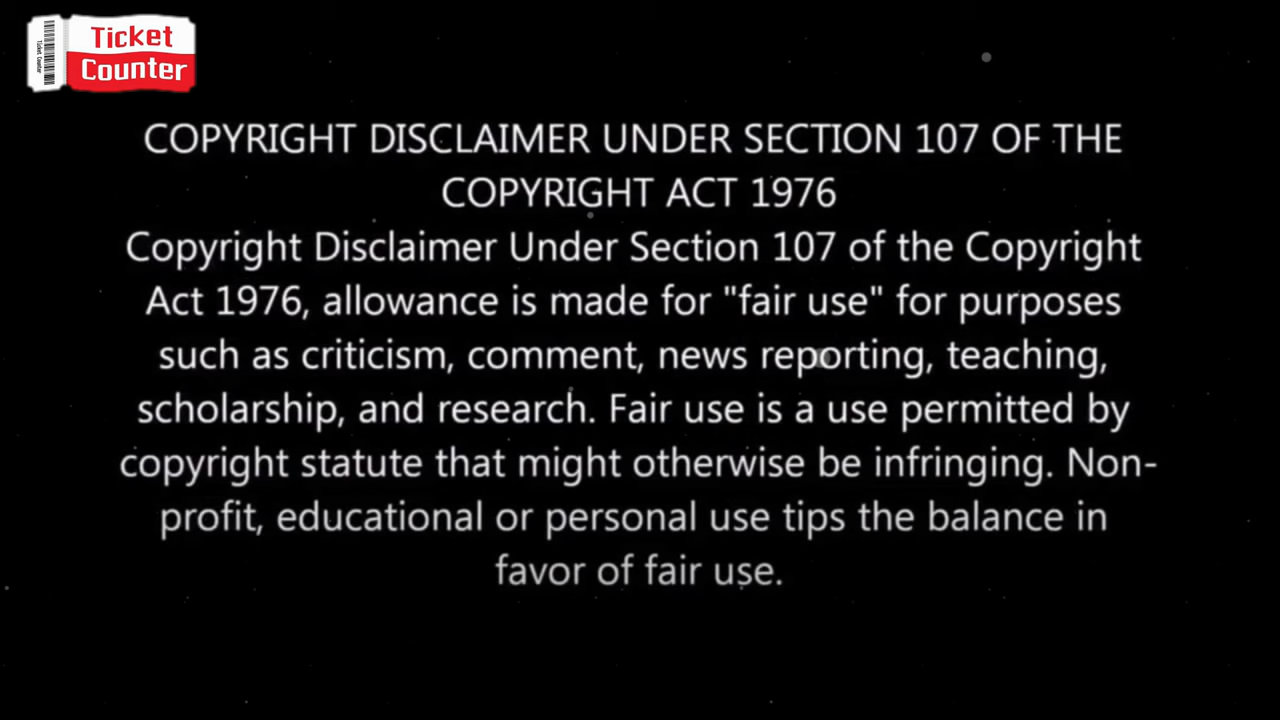 Ticket
Counter
Ticket Counter
COPYRIGHT DISCLAIMER UNDER SECTION 107 OF THE
COPYRIGHT ACT 1976
Copyright Disclaimer Under Section 107 of the Copyright
Act 1976, allowance is made for "fair use" for purposes
such as criticism, comment, news reporting, teaching,
scholarship, and research. Fair use is a use permitted by
copyright statute that might otherwise be infringing. Non-
profit, educational or personal use tips the balance in
favor of fair use.